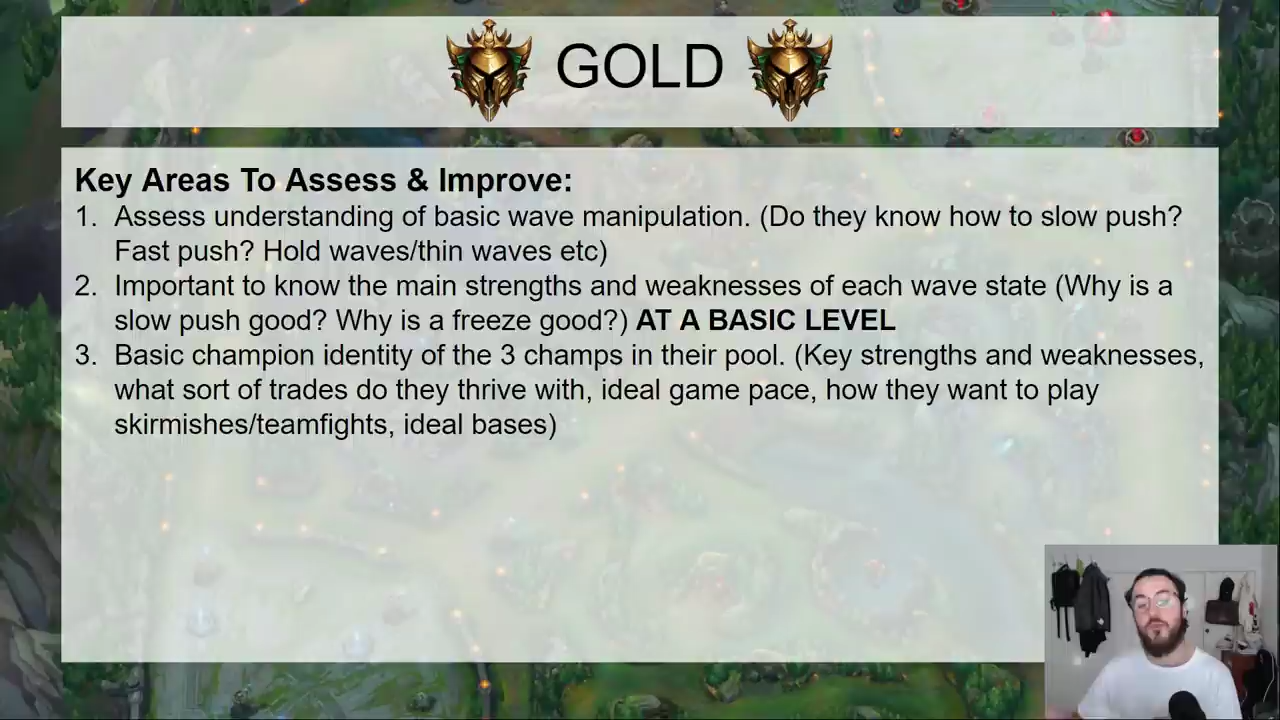 GOLD
Key Areas To Assess & Improve:
1. Assess understanding of basic wave manipulation. (Do they know how to slow push?
Fast push? Hold waves/thin waves etc)
2. Important to know the main strengths and weaknesses of each wave state (Why is a
slow push good? Why is a freeze good?) AT A BASIC LEVEL
3. Basic champion identity of the 3 champs in their pool. (Key strengths and weaknesses,
what sort of trades do they thrive with, ideal game pace, how they want to play
skirmishes/teamfights, ideal bases)